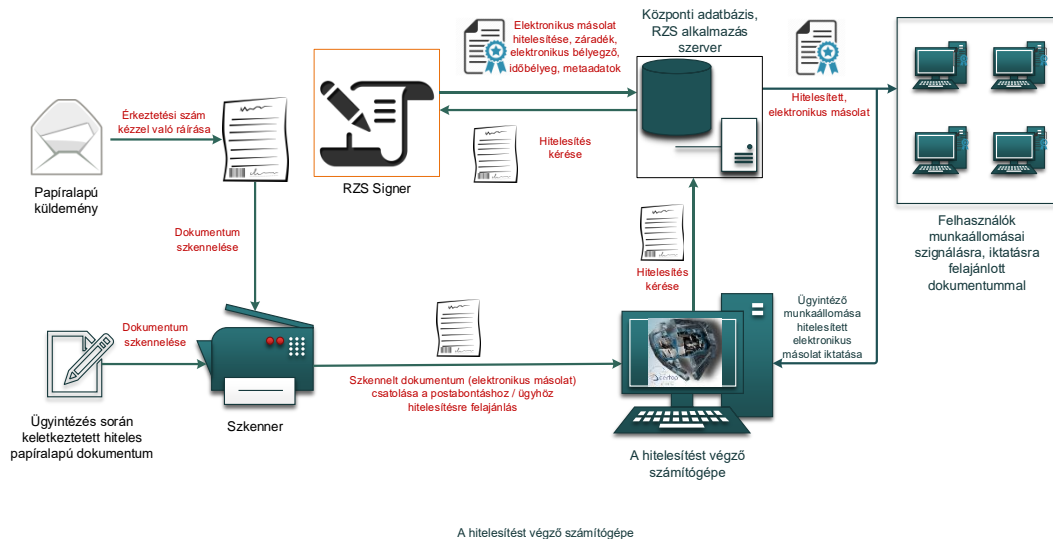 Elektronikus másolat
hitelesítése, záradék,
elektronikus bélyegző,
időbélyeg, metaadatok
Központi adatbázis,
RZS alkalmazás
szerver
Érkeztetési szám
kézzel való ráírása
Hitelesített,
elektronikus másolat
Hitelesítés
kérése
Papíralapú
küldemény
RZS Signer
Felhasználók
munkaállomásai
szignálásra, iktatásra
felajánlott
dokumentummal
Dokumentum
szkennelése
Hitelesítés
kérése
Ügyintéző
munkaállomása
hitelesített
elektronikus
másolat iktatása
Dokumentum
szkennelése
Szkennelt dokumentum (elektronikus másolat)
csatolása a postabontáshoz / ügyhöz
hitelesítésre felajánlás
Ügyintézés során
keletkeztetett hiteles
papíralapú dokumentum
Szkenner
A hitelesítést végző
számítógépe
A hitelesítést végző számítógépe